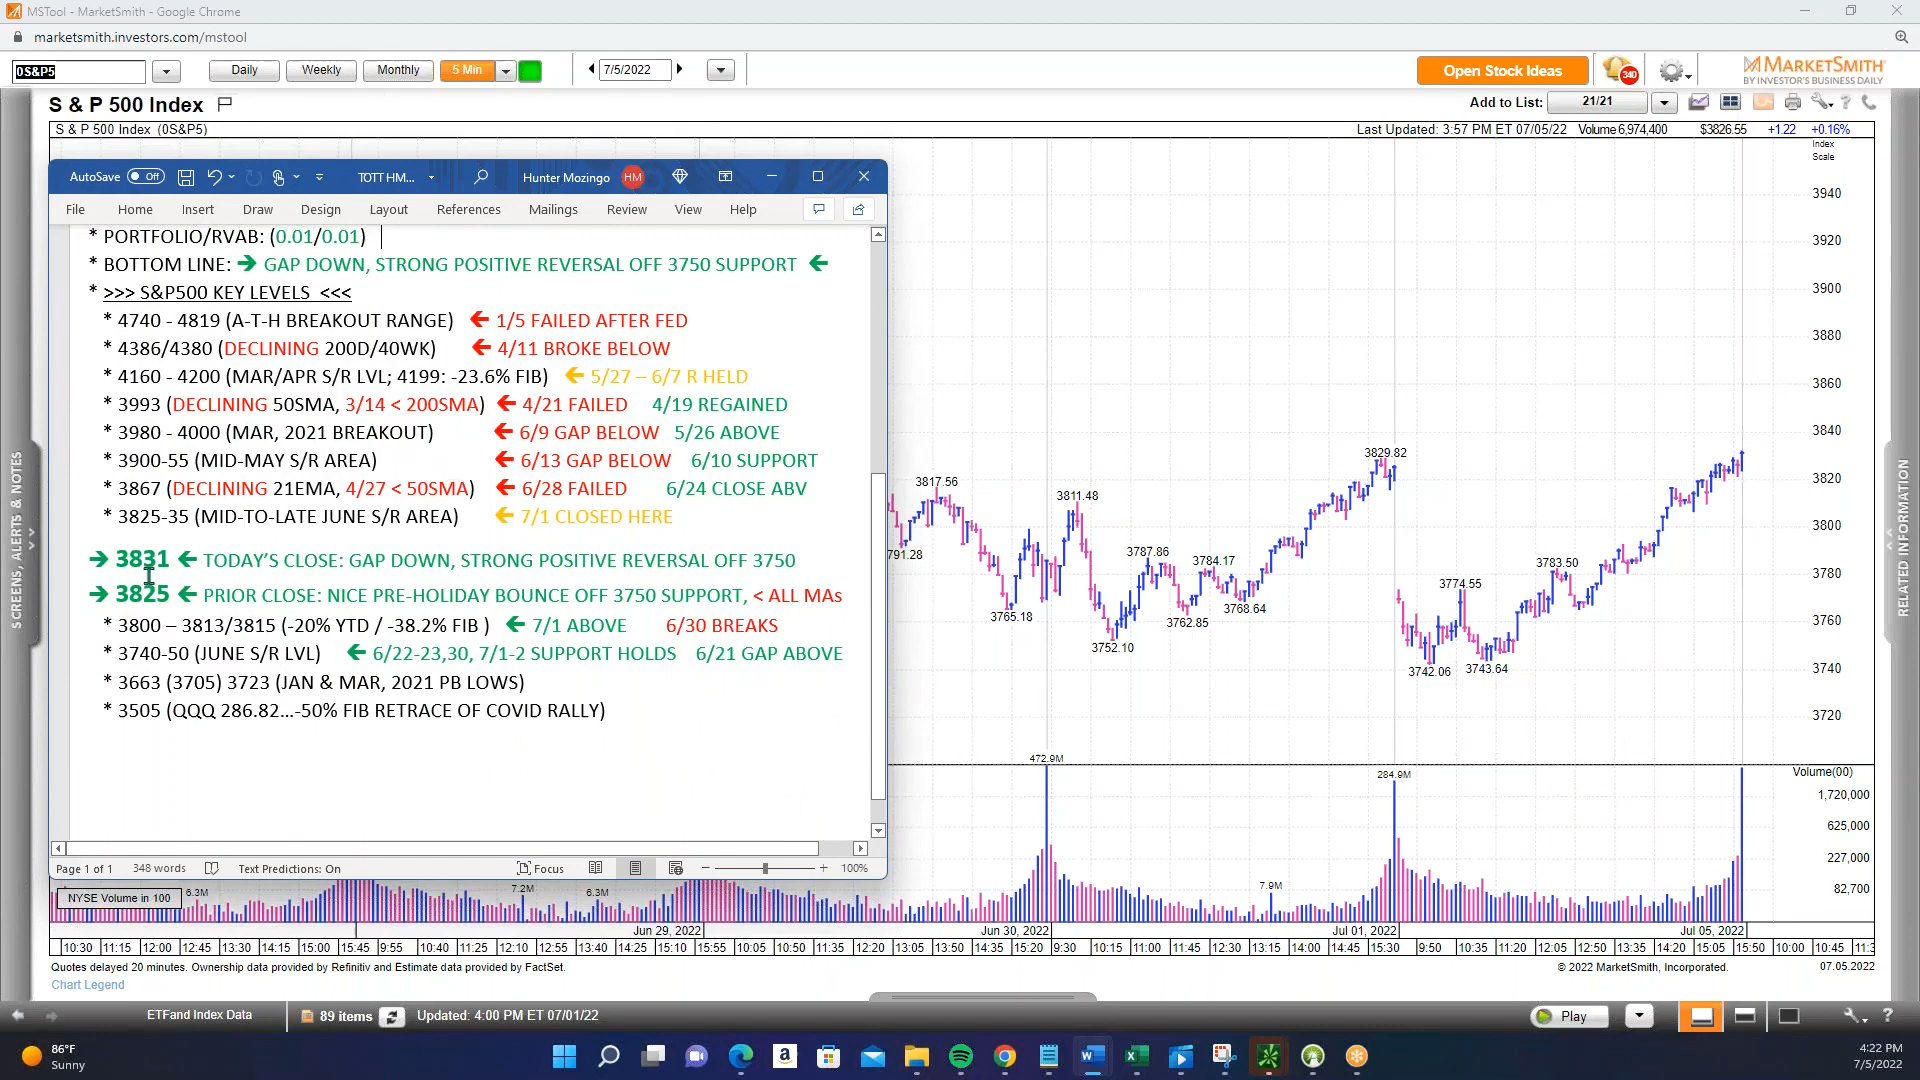 MSTool - MarketSmith - Google Chrome
marketsmith.investors.com/mstool
0S&P5
Daily
Weekly
Monthly
5 Min
7/5/2022
Open Stock Ideas
340
MARKETSMITH
BY INVESTOR'S BUSINESS DAILY
S & P 500 Index
Add to List:
21/21
S & P 500 Index (0S&P5)
Last Updated: 3:57 PM ET 07/05/22 Volume 6,974,400 $3826.55 +1.22 +0.16%
Index
Scale
AutoSave Off
TOTT HM...
Hunter Mozingo
HM
File Home Insert Draw Design Layout References Mailings Review View Help
* PORTFOLIO/RVAB: (0.01/0.01)
* BOTTOM LINE: → GAP DOWN, STRONG POSITIVE REVERSAL OFF 3750 SUPPORT ←
* >>> S&P500 KEY LEVELS <<<
* 4740 - 4819 (A-T-H BREAKOUT RANGE) ← 1/5 FAILED AFTER FED
* 4386/4380 (DECLINING 200D/40WK) ← 4/11 BROKE BELOW
* 4160 - 4200 (MAR/APR S/R LVL; 4199: -23.6% FIB) ← 5/27 – 6/7 R HELD
* 3993 (DECLINING 50SMA, 3/14 < 200SMA) ← 4/21 FAILED 4/19 REGAINED
* 3980 - 4000 (MAR, 2021 BREAKOUT) ← 6/9 GAP BELOW 5/26 ABOVE
* 3900-55 (MID-MAY S/R AREA) ← 6/13 GAP BELOW 6/10 SUPPORT
* 3867 (DECLINING 21EMA, 4/27 < 50SMA) ← 6/28 FAILED 6/24 CLOSE ABV
* 3825-35 (MID-TO-LATE JUNE S/R AREA) ← 7/1 CLOSED HERE
→ 3831 ← TODAY'S CLOSE: GAP DOWN, STRONG POSITIVE REVERSAL OFF 3750
→ 3825 ← PRIOR CLOSE: NICE PRE-HOLIDAY BOUNCE OFF 3750 SUPPORT, < ALL MAs
* 3800 – 3813/3815 (-20% YTD / -38.2% FIB ) ← 7/1 ABOVE 6/30 BREAKS
* 3740-50 (JUNE S/R LVL) ← 6/22-23,30, 7/1-2 SUPPORT HOLDS 6/21 GAP ABOVE
* 3663 (3705) 3723 (JAN & MAR, 2021 PB LOWS)
* 3505 (QQQ 286.82...-50% FIB RETRACE OF COVID RALLY)
Page 1 of 1 348 words Text Predictions: On Focus 100%
3940
3920
3900
3880
3860
3840
3820
3800
3780
3760
3740
3720
3829.82
3817.56
3811.48
791.28
3787.86
3784.17
3783.50
3774.55
3765.18
3762.85
3768.64
3752.10
3742.06
3743.64
472.9M
284.9M
Volume(00)
1,720,000
625,000
227,000
82,700
NYSE Volume in 100
6.3M
7.2M
6.3M
7.9M
Jun 29, 2022
Jun 30, 2022
Jul 01, 2022
Jul 05, 2022
10:30 11:15 12:00 12:45 13:30 14:15 15:00 15:45 9:55 10:40 11:25 12:10 12:55 13:40 14:25 15:10 15:55 10:05 10:50 11:35 12:20 13:05 13:50 14:35 15:20 9:30 10:15 11:00 11:45 12:30 13:15 14:00 14:45 15:30 9:50 10:35 11:20 12:05 12:50 13:35 14:20 15:05 15:50 10:00 10:45
Quotes delayed 20 minutes. Ownership data provided by Refinitiv and Estimate data provided by FactSet.
© 2022 MarketSmith, Incorporated.
07.05.2022
Chart Legend
SCREENS, ALERTS & NOTES
RELATED INFORMATION
ETFand Index Data
89 items
Updated: 4:00 PM ET 07/01/22
Play
86°F
Sunny
4:22 PM
7/5/2022